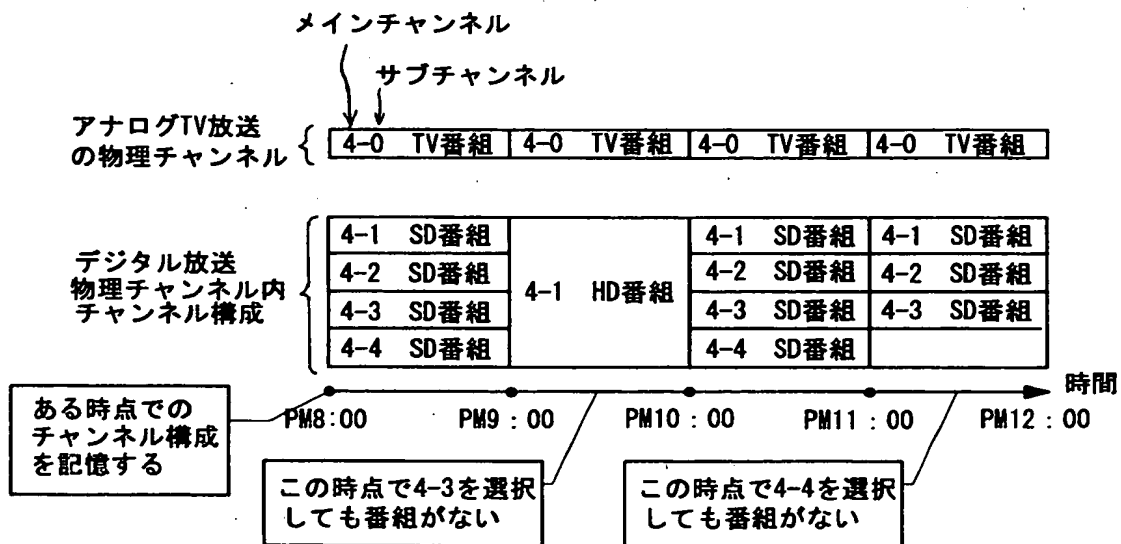 メインチャンネル
サブチャンネル
アナログTV放送
の物理チャンネル
4-0 TV番組 4-0 TV番組 4-0 TV番組 4-0 TV番組
デジタル放送
物理チャンネル内
チャンネル構成
4-1 SD番組
4-2 SD番組
4-3 SD番組
4-4 SD番組
4-1 HD番組
4-1 SD番組
4-2 SD番組
4-3 SD番組
4-4 SD番組
4-1 SD番組
4-2 SD番組
4-3 SD番組
時間
PM8:00 PM9:00 PM10:00 PM11:00 PM12:00
ある時点での
チャンネル構成
を記憶する
この時点で4-3を選択
しても番組がない
この時点で4-4を選択
しても番組がない